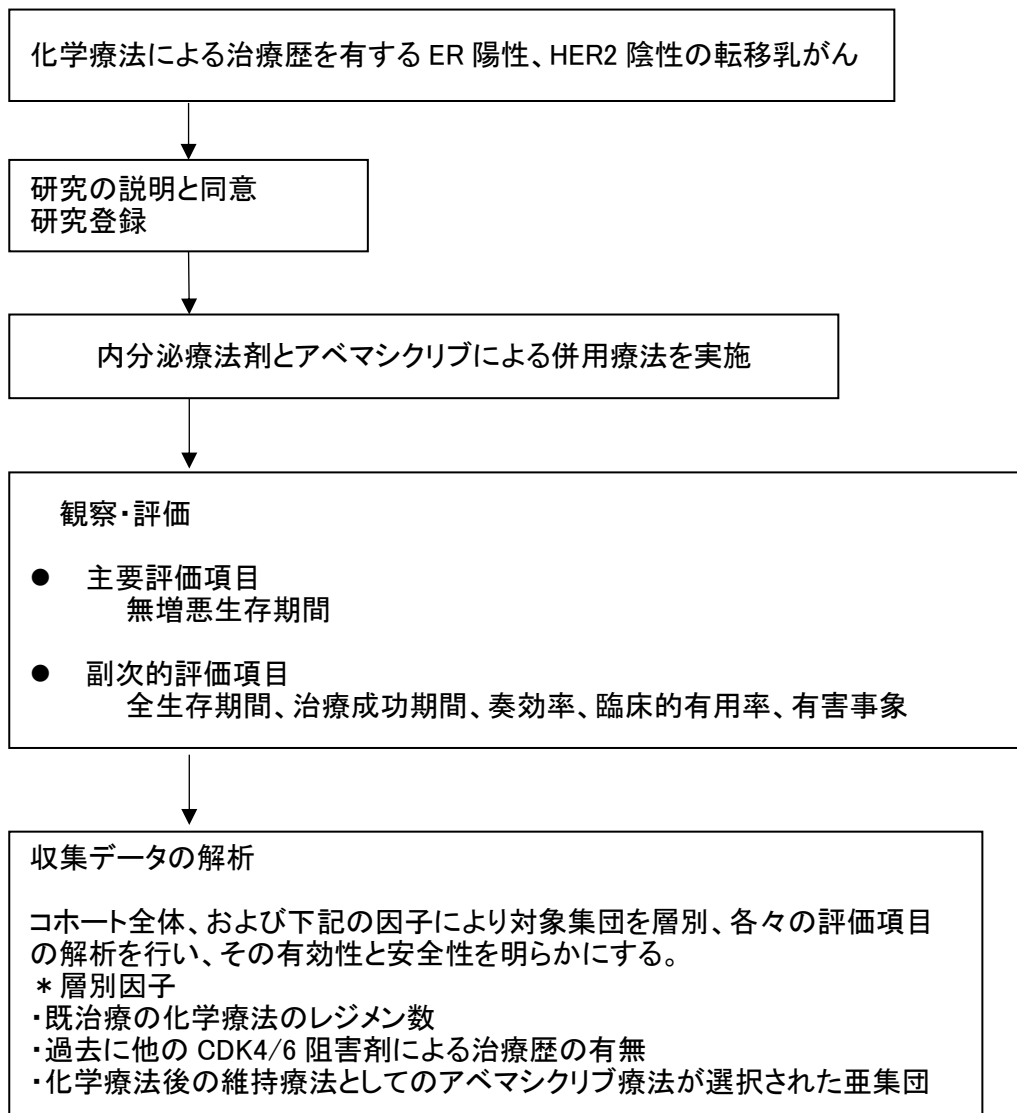 化学療法による治療歴を有する ER 陽性、HER2 陰性の転移乳がん
研究の説明と同意
研究登録
内分泌療法剤とアベマシクリブによる併用療法を実施
観察・評価
● 主要評価項目
無増悪生存期間
● 副次的評価項目
全生存期間、治療成功期間、奏効率、臨床的有用率、有害事象
収集データの解析
コホート全体、および下記の因子により対象集団を層別、各々の評価項目
の解析を行い、その有効性と安全性を明らかにする。
＊層別因子
・既治療の化学療法のレジメン数
・過去に他の CDK4/6 阻害剤による治療歴の有無
・化学療法後の維持療法としてのアベマシクリブ療法が選択された亜集団